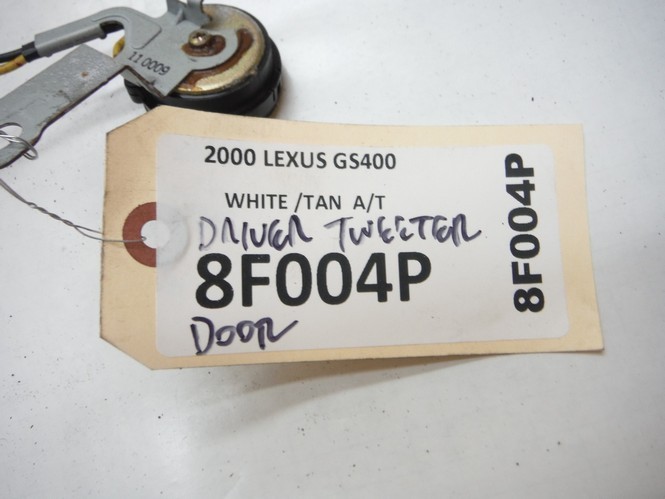 11 0009
2000 LEXUS GS400
WHITE /TAN A/T
DRIVER TWEETER
8F004P
DOOR
8F004P